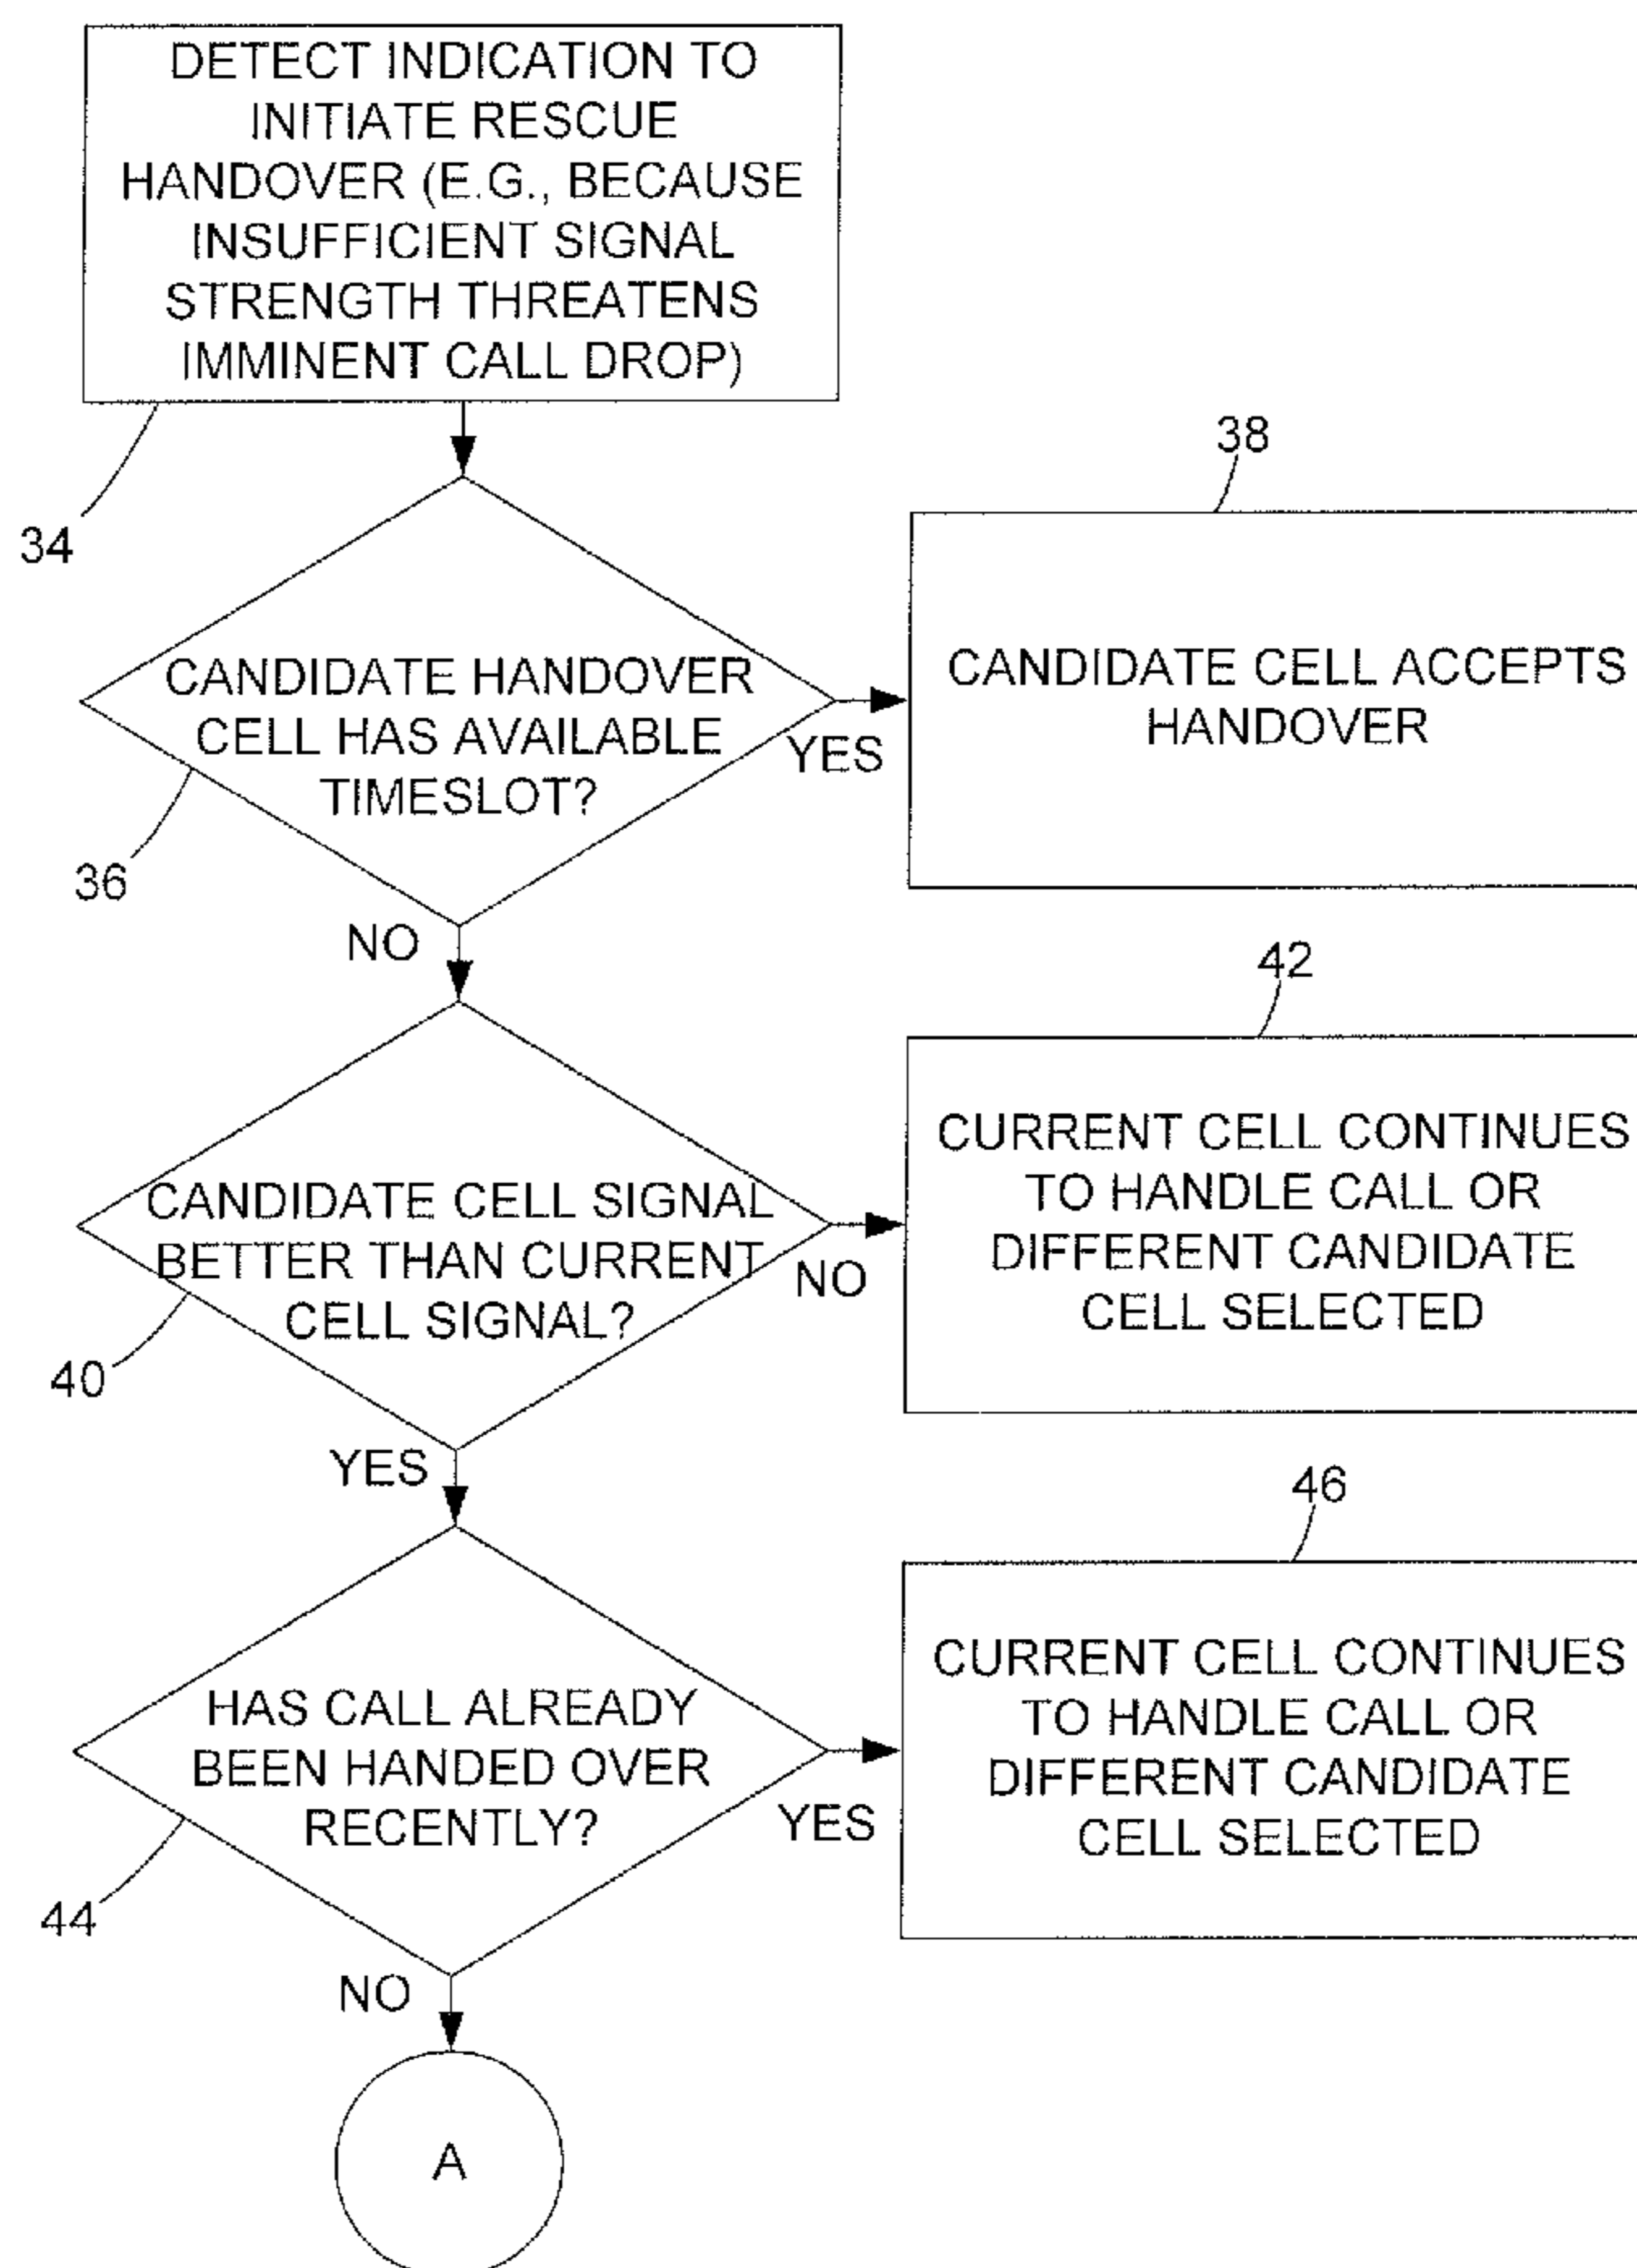 DETECT INDICATION TO
INITIATE RESCUE
HANDOVER (E.G., BECAUSE
INSUFFICIENT SIGNAL
STRENGTH THREATENS
IMMINENT CALL DROP)
34
38
CANDIDATE HANDOVER
CELL HAS AVAILABLE
TIMESLOT?
YES
CANDIDATE CELL ACCEPTS
HANDOVER
36
NO
42
CANDIDATE CELL SIGNAL
BETTER THAN CURRENT
CELL SIGNAL?
NO
CURRENT CELL CONTINUES
TO HANDLE CALL OR
DIFFERENT CANDIDATE
CELL SELECTED
40
YES
46
HAS CALL ALREADY
BEEN HANDED OVER
RECENTLY?
YES
CURRENT CELL CONTINUES
TO HANDLE CALL OR
DIFFERENT CANDIDATE
CELL SELECTED
44
NO
A